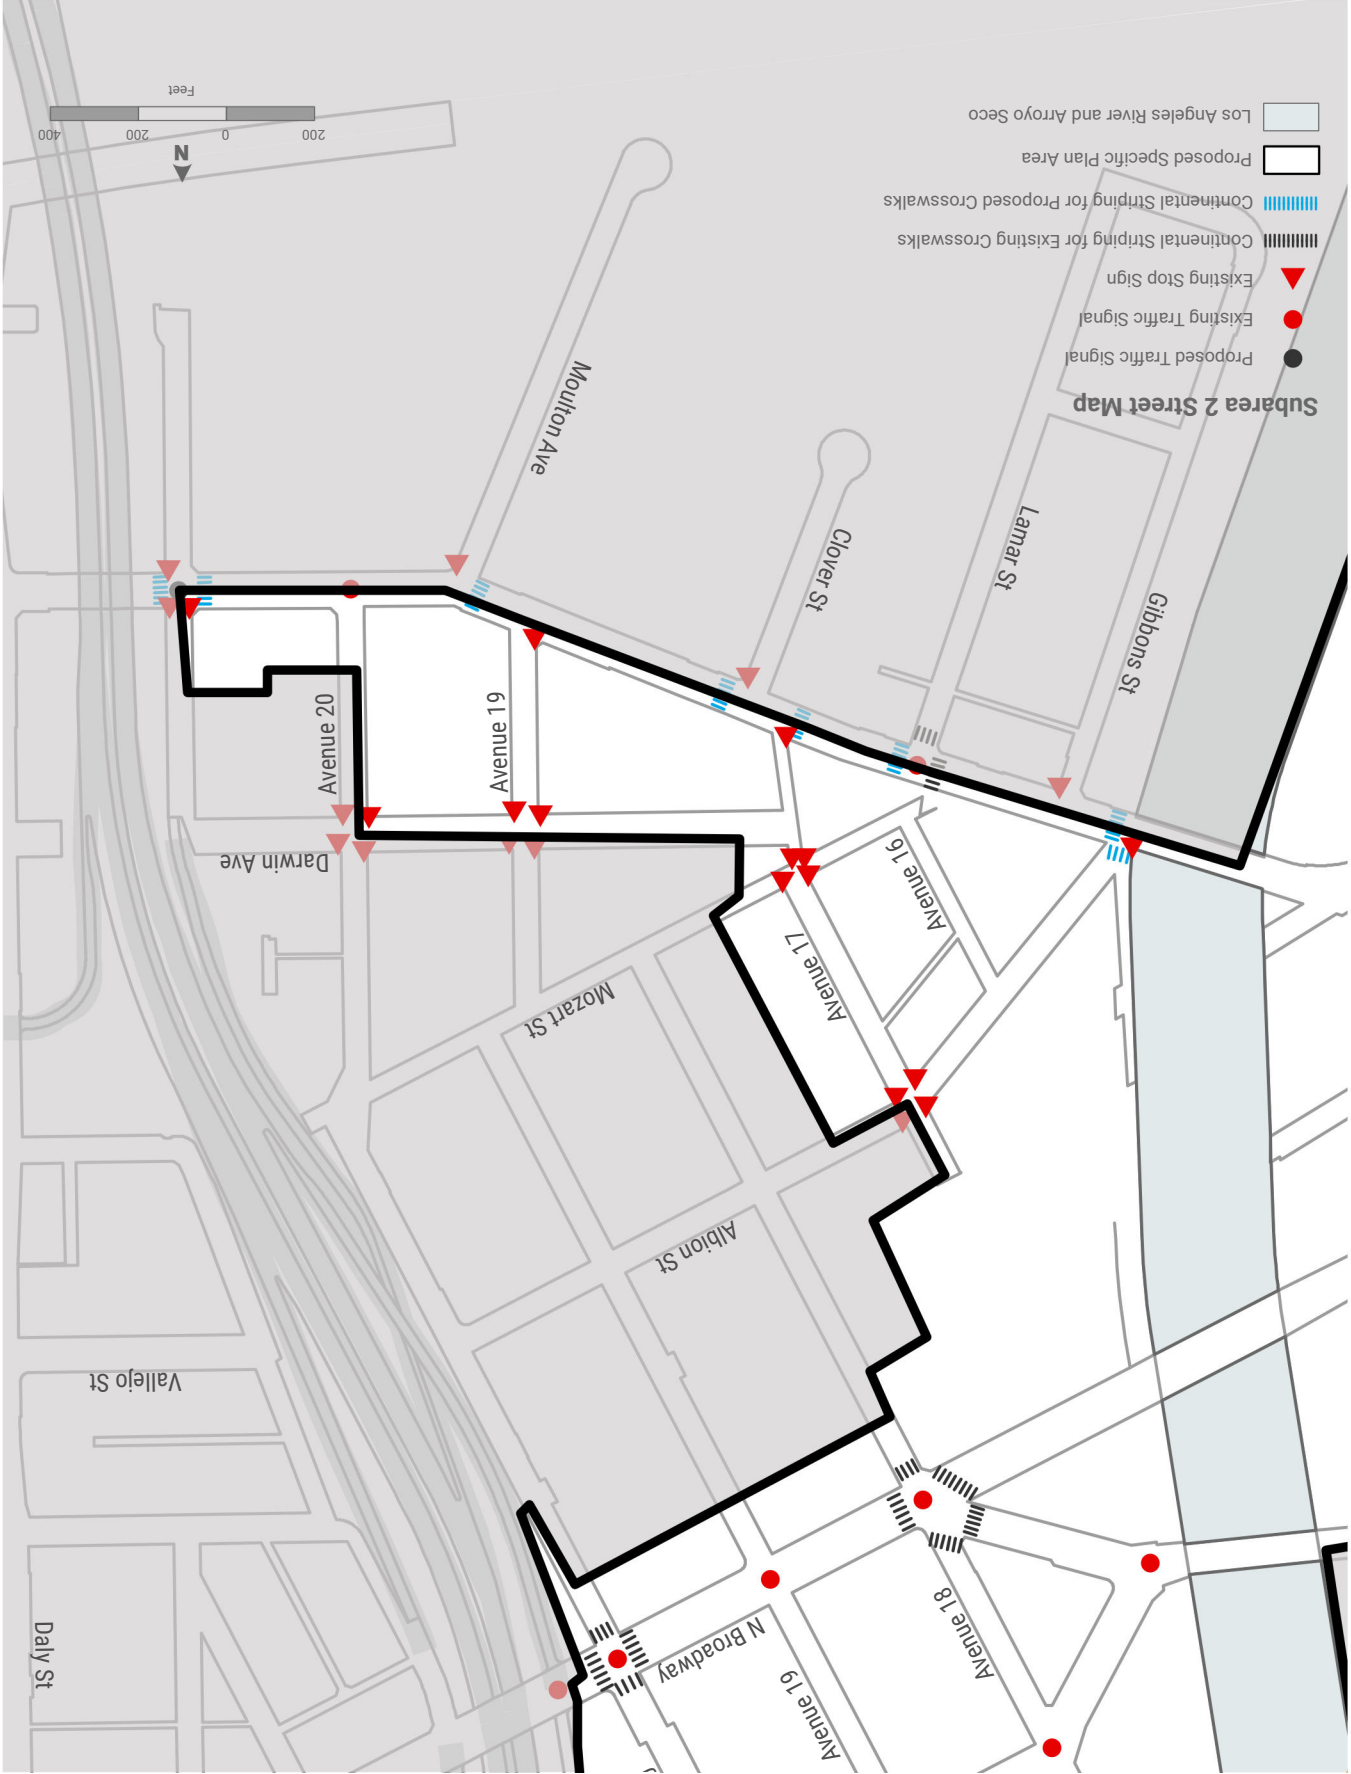 Daly St
N Broadway
Avenue 19
Avenue 18
Vallejo St
Albion St
Mozart St
Avenue 17
Avenue 16
Darwin Ave
Avenue 20
Avenue 19
Gibbons St
Lamar St
Clover St
Moulton Ave
Subarea 2 Street Map
Proposed Traffic Signal
Existing Traffic Signal
Existing Stop Sign
Continental Striping for Existing Crosswalks
Continental Striping for Proposed Crosswalks
Proposed Specific Plan Area
Los Angeles River and Arroyo Seco
N
200 0 200 400
Feet